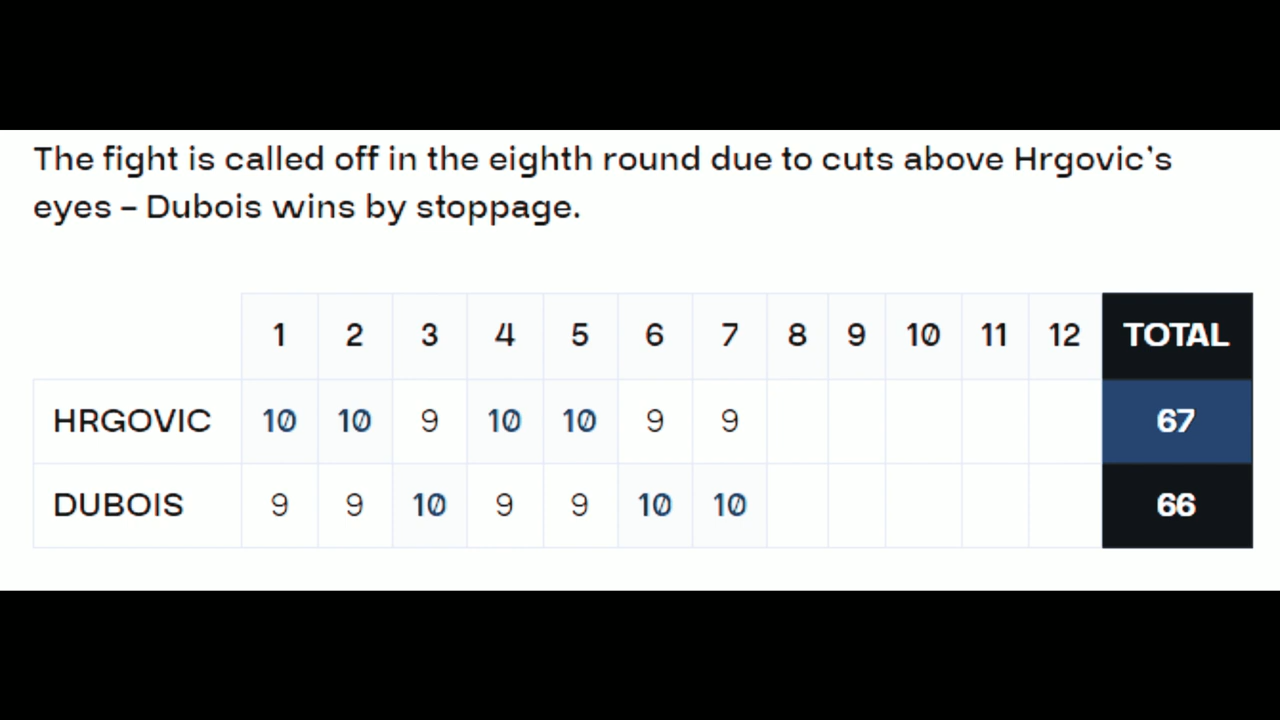 The fight is called off in the eighth round due to cuts above Hrgovic's
eyes – Dubois wins by stoppage.
1 2 3 4 5 6 7 8 9 10 11 12 TOTAL
HRGOVIC 10 10 9 10 10 9 9 67
DUBOIS 9 9 10 9 9 10 10 66